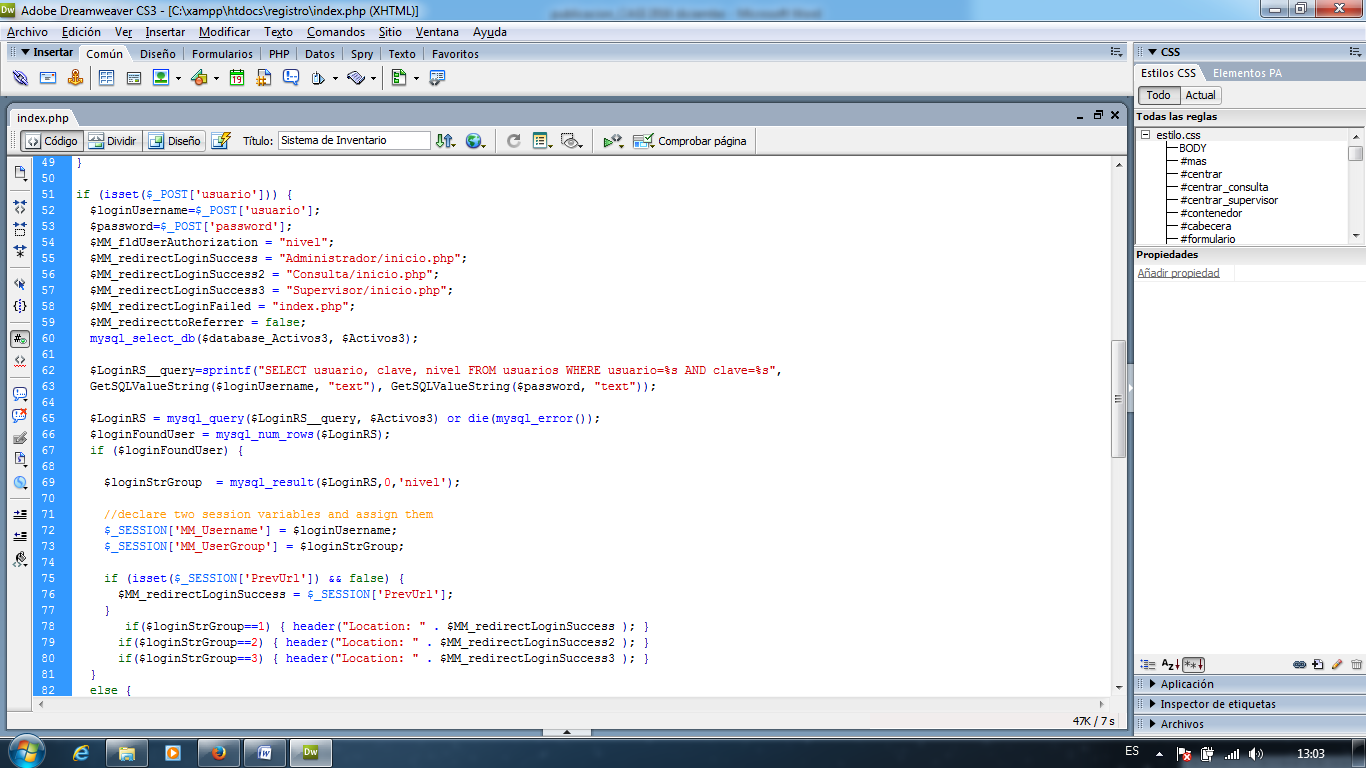 Adobe Dreamweaver CS3 - [C:\xampp\htdocs\registro\index.php (XHTML)]
Archivo Edición Ver Insertar Modificar Texto Comandos Sitio Ventana Ayuda
Insertar Común Diseño Formularios PHP Datos Spry Texto Favoritos
19
index.php
Código Dividir Diseño Título: Sistema de Inventario Comprobar página
49 }
50
51 if (isset($_POST['usuario'])) {
52 $loginUsername=$_POST['usuario'];
53 $password=$_POST['password'];
54 $MM_fldUserAuthorization = "nivel";
55 $MM_redirectLoginSuccess = "Administrador/inicio.php";
56 $MM_redirectLoginSuccess2 = "Consulta/inicio.php";
57 $MM_redirectLoginSuccess3 = "Supervisor/inicio.php";
58 $MM_redirectLoginFailed = "index.php";
59 $MM_redirecttoReferrer = false;
60 mysql_select_db($database_Activos3, $Activos3);
61
62 $LoginRS__query=sprintf("SELECT usuario, clave, nivel FROM usuarios WHERE usuario=%s AND clave=%s",
63 GetSQLValueString($loginUsername, "text"), GetSQLValueString($password, "text"));
64
65 $LoginRS = mysql_query($LoginRS__query, $Activos3) or die(mysql_error());
66 $loginFoundUser = mysql_num_rows($LoginRS);
67 if ($loginFoundUser) {
68
69 $loginStrGroup  = mysql_result($LoginRS,0,'nivel');
70
71 //declare two session variables and assign them
72 $_SESSION['MM_Username'] = $loginUsername;
73 $_SESSION['MM_UserGroup'] = $loginStrGroup;
74
75 if (isset($_SESSION['PrevUrl']) && false) {
76 $MM_redirectLoginSuccess = $_SESSION['PrevUrl'];
77 }
78 if($loginStrGroup==1) { header("Location: " . $MM_redirectLoginSuccess ); }
79 if($loginStrGroup==2) { header("Location: " . $MM_redirectLoginSuccess2 ); }
80 if($loginStrGroup==3) { header("Location: " . $MM_redirectLoginSuccess3 ); }
81 }
82 else {
47K / 7 s
CSS
Estilos CSS Elementos PA
Todo Actual
Todas las reglas
estilo.css
BODY
#mas
#centrar
#centrar_consulta
#centrar_supervisor
#contenedor
#cabecera
#formulario
Propiedades
Añadir propiedad
Aplicación
Inspector de etiquetas
Archivos
ES 13:03